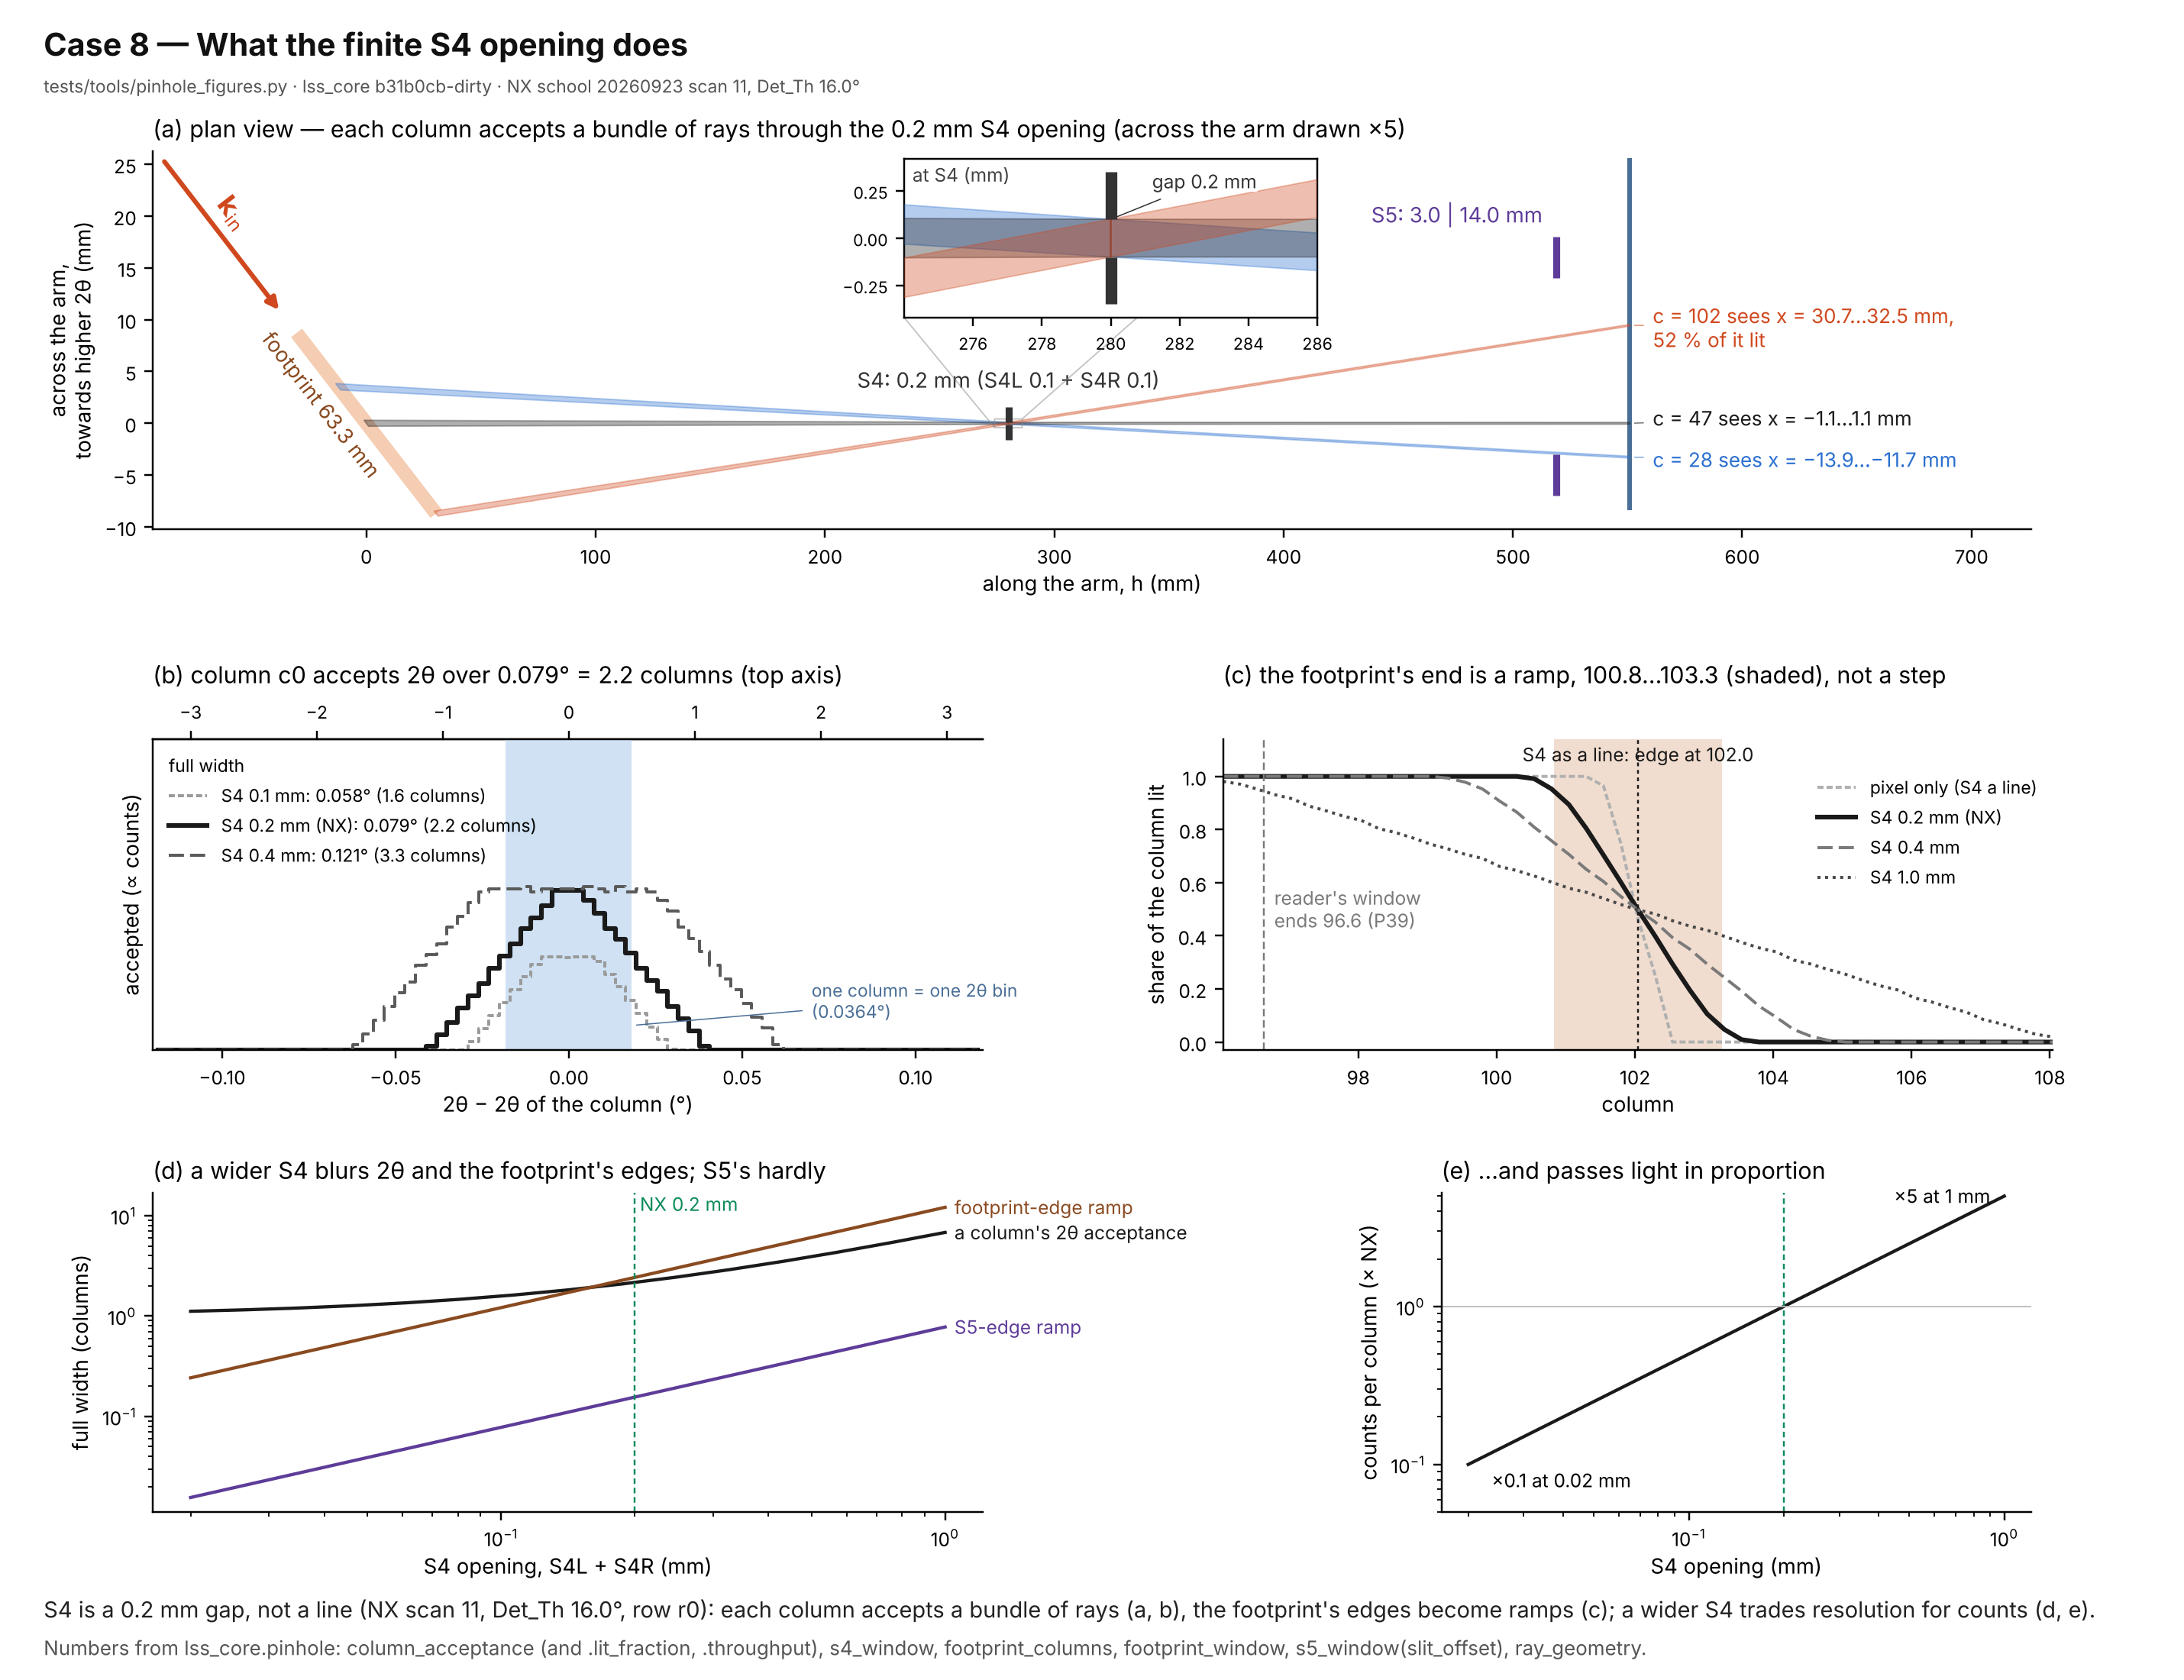 Case 8 — What the finite S4 opening does
tests/tools/pinhole_figures.py · lss_core b31b0cb-dirty · NX school 20260923 scan 11, Det_Th 16.0°
(a) plan view — each column accepts a bundle of rays through the 0.2 mm S4 opening (across the arm drawn ×5)
across the arm,
towards higher 2θ (mm)
25
20
15
10
5
0
−5
−10
k_in
footprint 63.3 mm
at S4 (mm)
gap 0.2 mm
0.25
0.00
−0.25
276 278 280 282 284 286
S4: 0.2 mm (S4L 0.1 + S4R 0.1)
S5: 3.0 | 14.0 mm
c = 102 sees x = 30.7…32.5 mm,
52 % of it lit
c = 47 sees x = −1.1…1.1 mm
c = 28 sees x = −13.9…−11.7 mm
0 100 200 300 400 500 600 700
along the arm, h (mm)
(b) column c0 accepts 2θ over 0.079° = 2.2 columns (top axis)
−3 −2 −1 0 1 2 3
full width
S4 0.1 mm: 0.058° (1.6 columns)
S4 0.2 mm (NX): 0.079° (2.2 columns)
S4 0.4 mm: 0.121° (3.3 columns)
accepted (∝ counts)
one column = one 2θ bin
(0.0364°)
−0.10 −0.05 0.00 0.05 0.10
2θ − 2θ of the column (°)
(c) the footprint's end is a ramp, 100.8…103.3 (shaded), not a step
S4 as a line: edge at 102.0
share of the column lit
1.0
0.8
0.6
0.4
0.2
0.0
reader's window
ends 96.6 (P39)
pixel only (S4 a line)
S4 0.2 mm (NX)
S4 0.4 mm
S4 1.0 mm
98 100 102 104 106 108
column
(d) a wider S4 blurs 2θ and the footprint's edges; S5's hardly
full width (columns)
10¹
10⁰
10⁻¹
NX 0.2 mm
footprint-edge ramp
a column's 2θ acceptance
S5-edge ramp
10⁻¹ 10⁰
S4 opening, S4L + S4R (mm)
(e) …and passes light in proportion
counts per column (× NX)
10⁰
10⁻¹
×5 at 1 mm
×0.1 at 0.02 mm
10⁻¹ 10⁰
S4 opening (mm)
S4 is a 0.2 mm gap, not a line (NX scan 11, Det_Th 16.0°, row r0): each column accepts a bundle of rays (a, b), the footprint's edges become ramps (c); a wider S4 trades resolution for counts (d, e).
Numbers from lss_core.pinhole: column_acceptance (and .lit_fraction, .throughput), s4_window, footprint_columns, footprint_window, s5_window(slit_offset), ray_geometry.